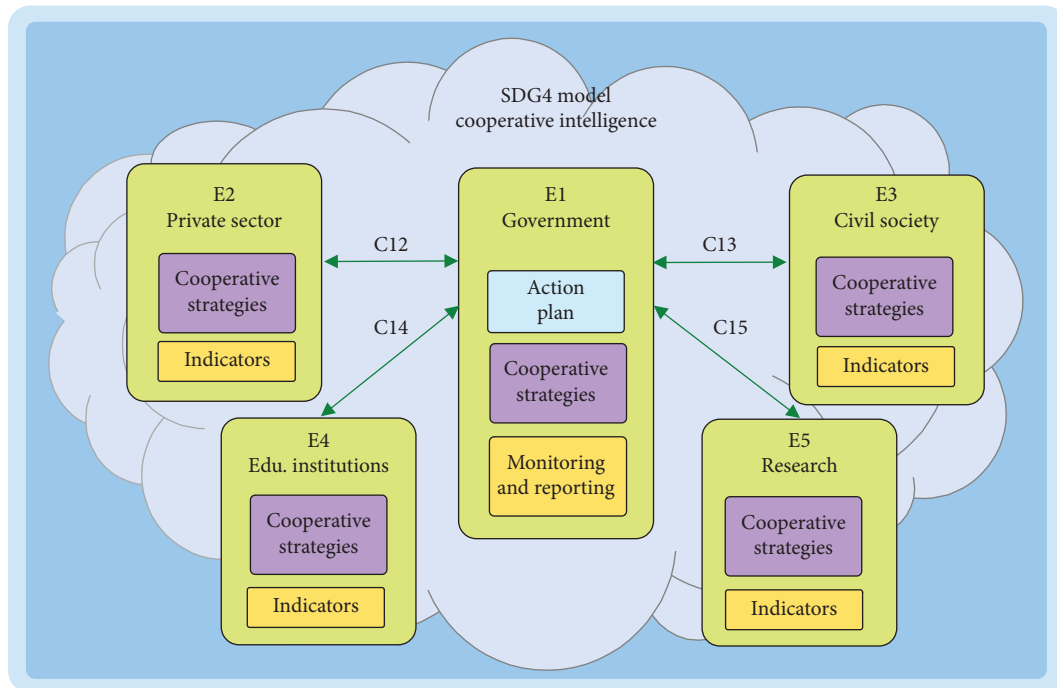 SDG4 model
cooperative intelligence
E2
Private sector
Cooperative
strategies
Indicators
C12
C14
E1
Government
Action
plan
Cooperative
strategies
Monitoring
and reporting
C13
C15
E3
Civil society
Cooperative
strategies
Indicators
E4
Edu. institutions
Cooperative
strategies
Indicators
E5
Research
Cooperative
strategies
Indicators